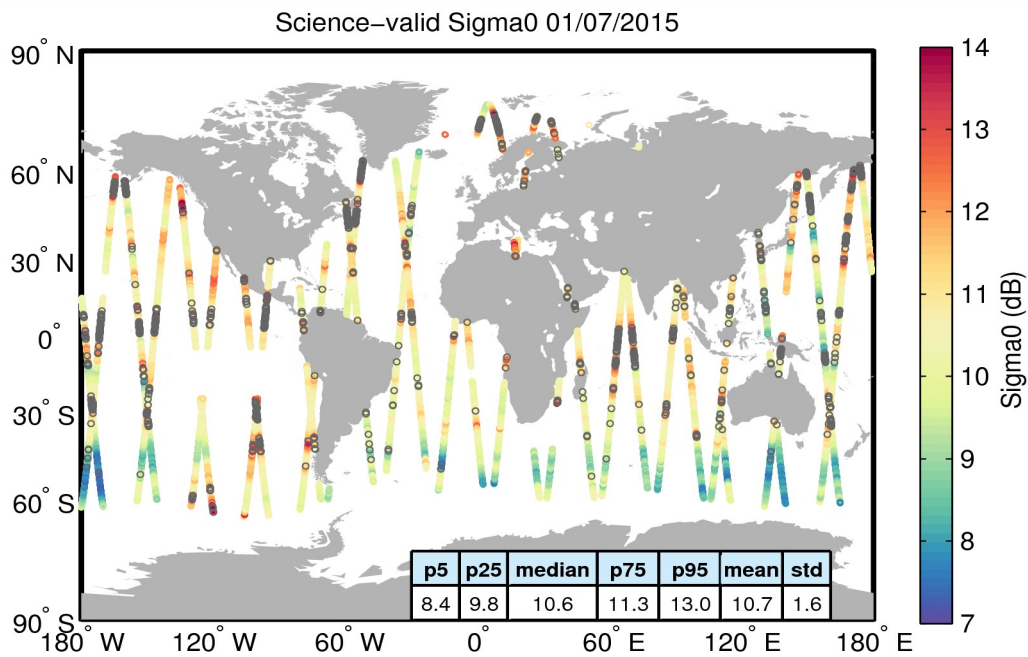 Science−valid Sigma0 01/07/2015
90° N
60° N
30° N
0°
30° S
60° S
90° S
180° W
120° W
60° W
0°
60° E
120° E
180° E
14
13
12
11
10
9
8
7
Sigma0 (dB)
p5 p25 median p75 p95 mean std
8.4 9.8 10.6 11.3 13.0 10.7 1.6